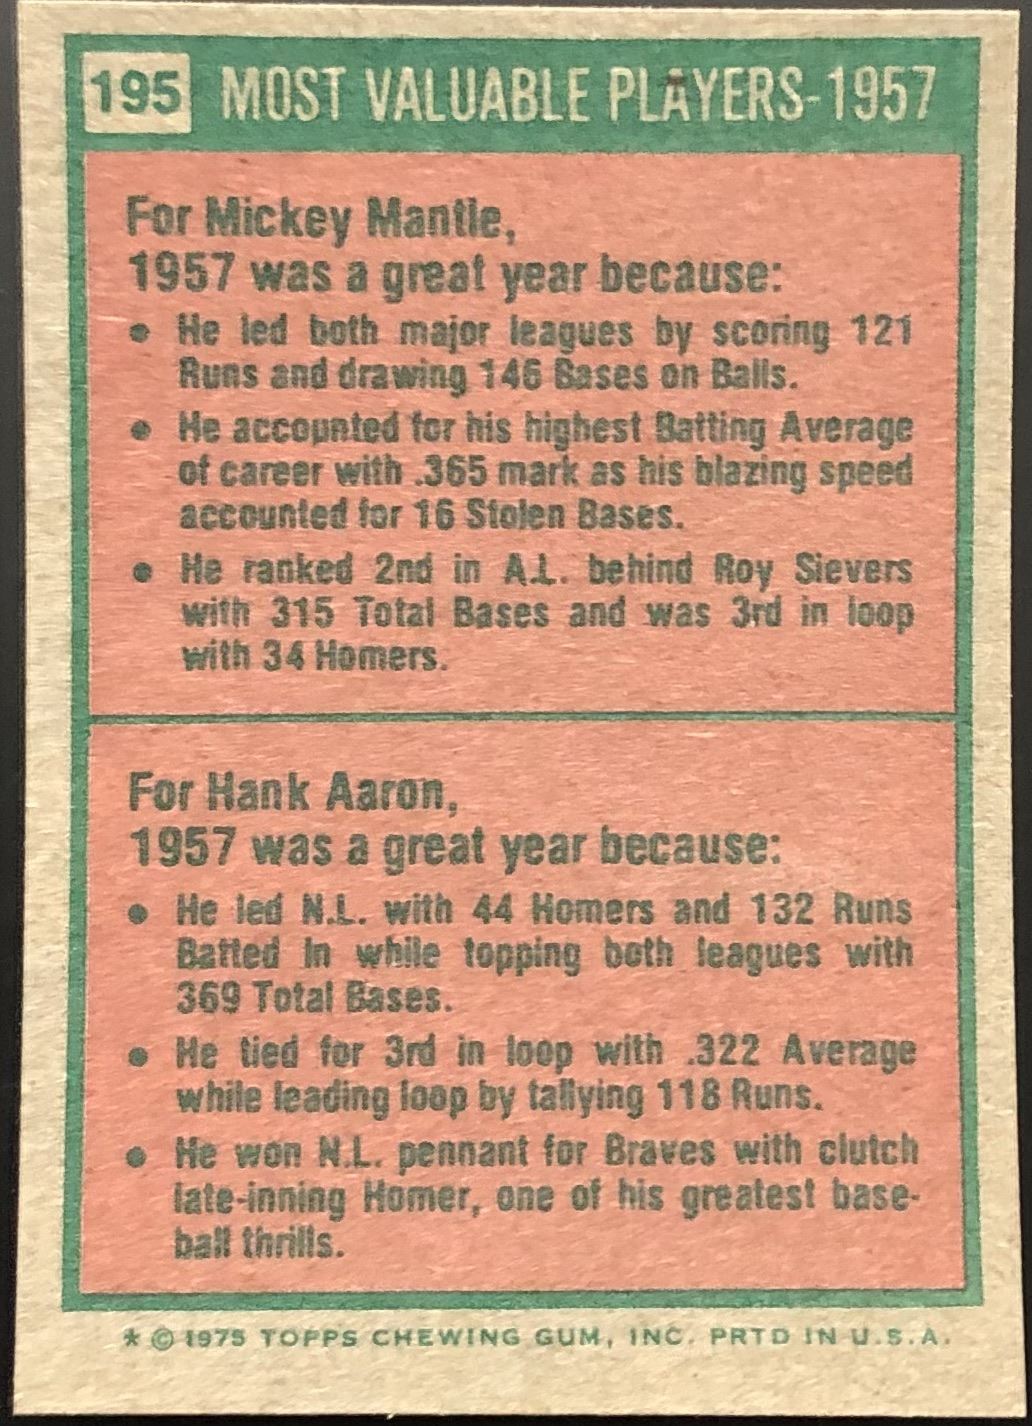 195 MOST VALUABLE PLAYERS-1957
For Mickey Mantle,
1957 was a great year because:
• He led both major leagues by scoring 121
Runs and drawing 146 Bases on Balls.
• He accounted for his highest Batting Average
of career with .365 mark as his blazing speed
accounted for 16 Stolen Bases.
• He ranked 2nd in A.L. behind Roy Sievers
with 315 Total Bases and was 3rd in loop
with 34 Homers.
For Hank Aaron,
1957 was a great year because:
• He led N.L. with 44 Homers and 132 Runs
Batted In while topping both leagues with
369 Total Bases.
• He tied for 3rd in loop with .322 Average
while leading loop by tallying 118 Runs.
• He won N.L. pennant for Braves with clutch
late-inning Homer, one of his greatest base-
ball thrills.
* © 1975 TOPPS CHEWING GUM, INC. PRTD IN U.S.A.